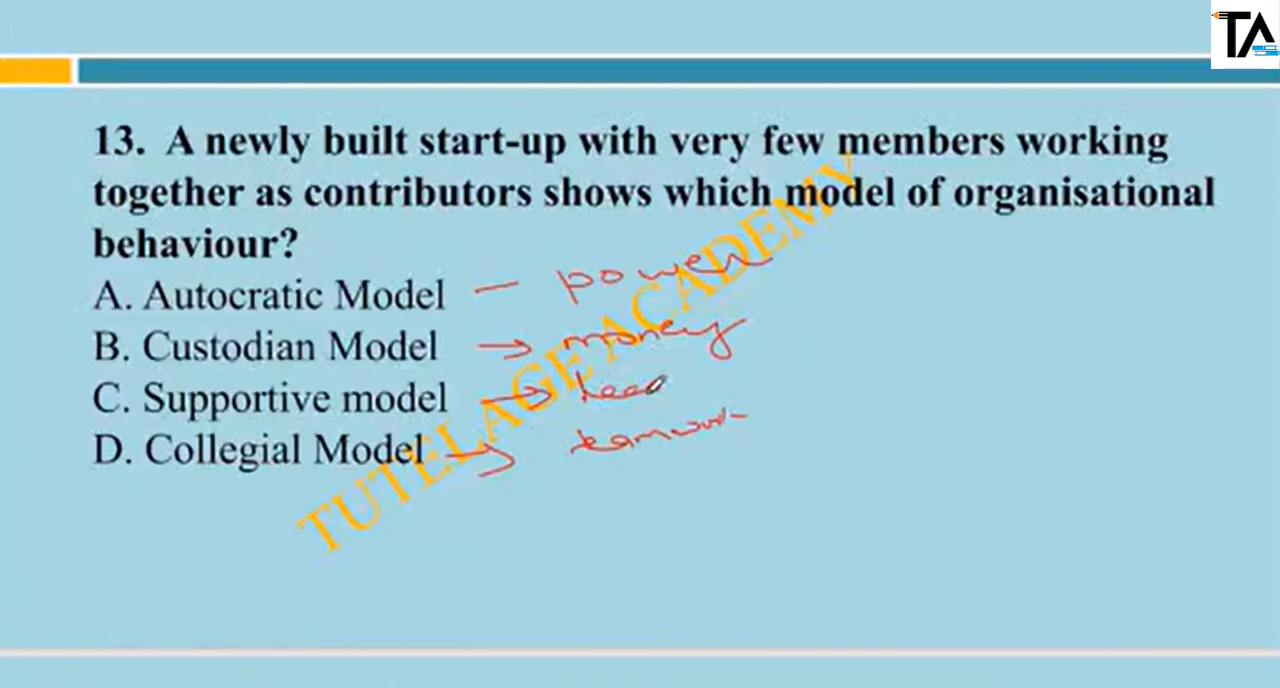 TA
13. A newly built start-up with very few members working
together as contributors shows which model of organisational
behaviour?
A. Autocratic Model — power
B. Custodian Model → money
C. Supportive model →
D. Collegial Model → teamwork
TUTELAGE ACADEMY